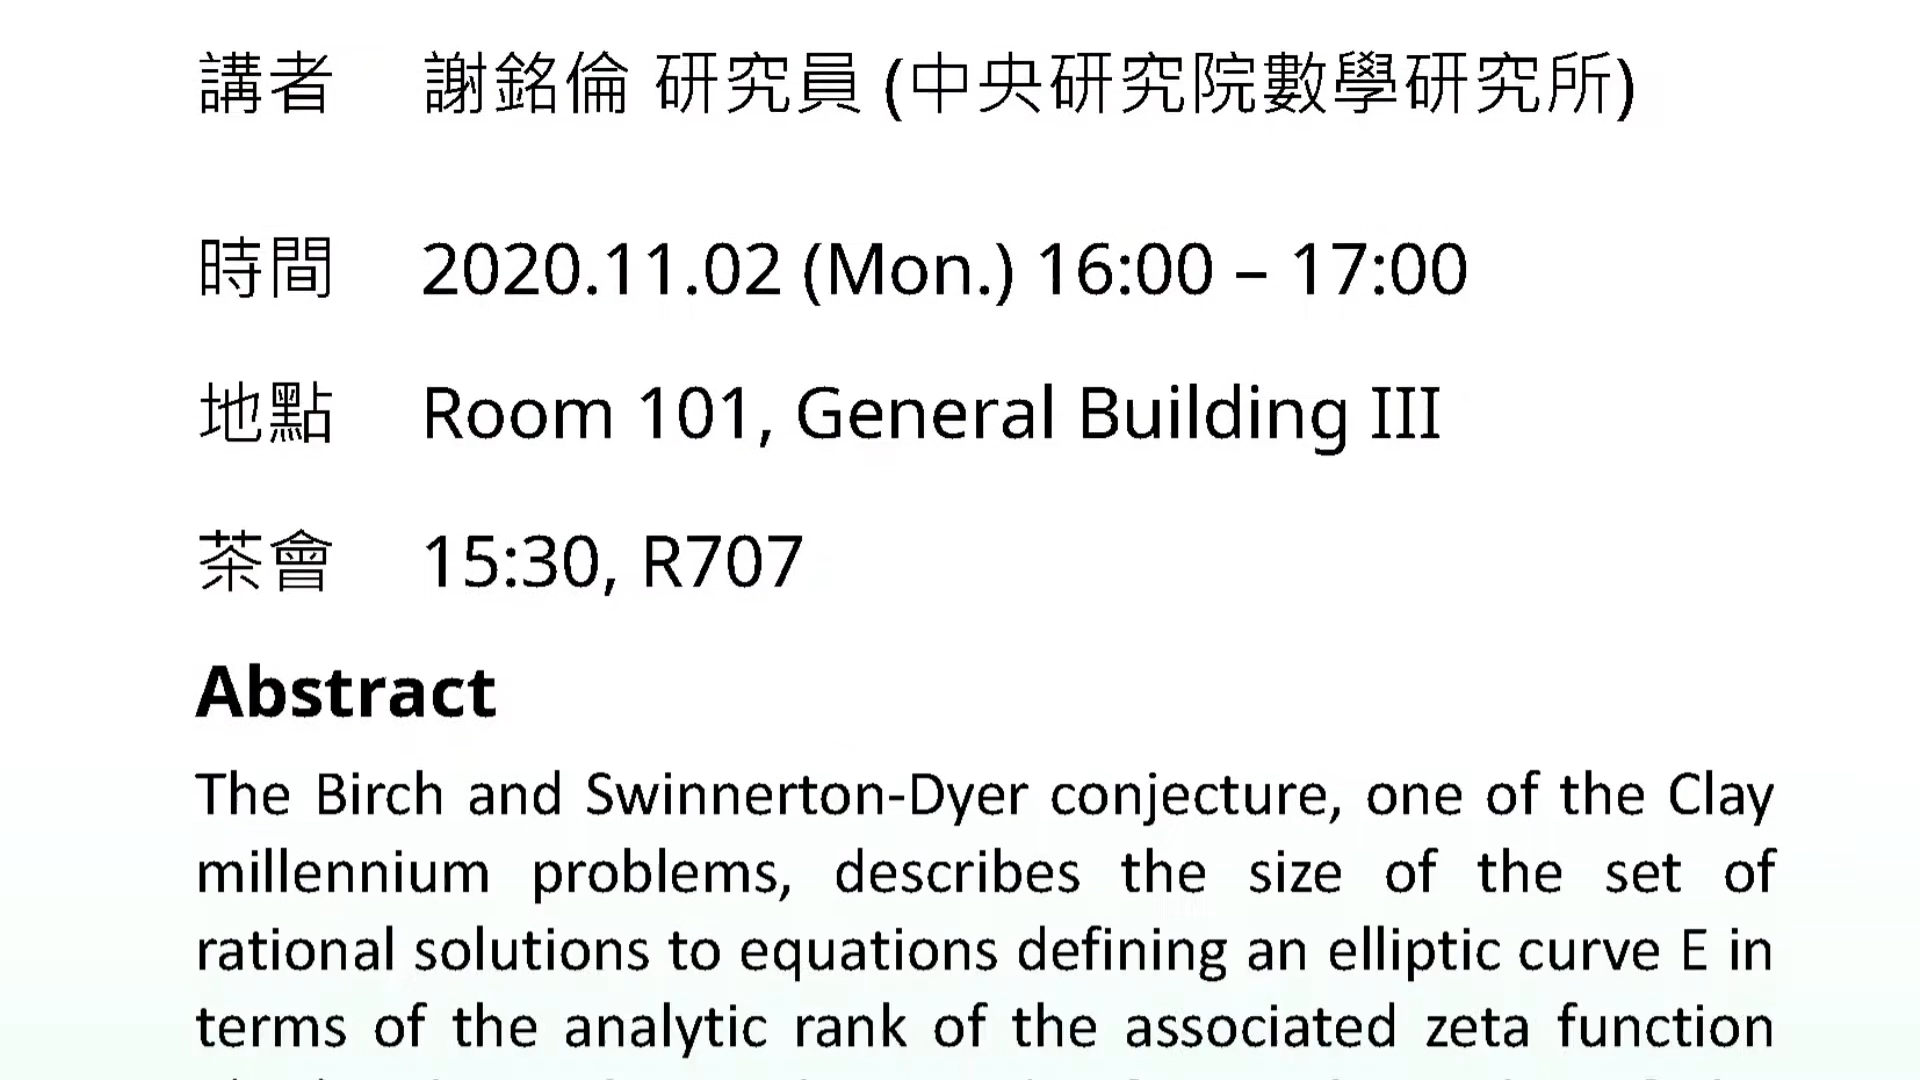 講者 謝銘倫 研究員 (中央研究院數學研究所)
時間 2020.11.02 (Mon.) 16:00 – 17:00
地點 Room 101, General Building III
茶會 15:30, R707
Abstract
The Birch and Swinnerton-Dyer conjecture, one of the Clay
millennium problems, describes the size of the set of
rational solutions to equations defining an elliptic curve E in
terms of the analytic rank of the associated zeta function